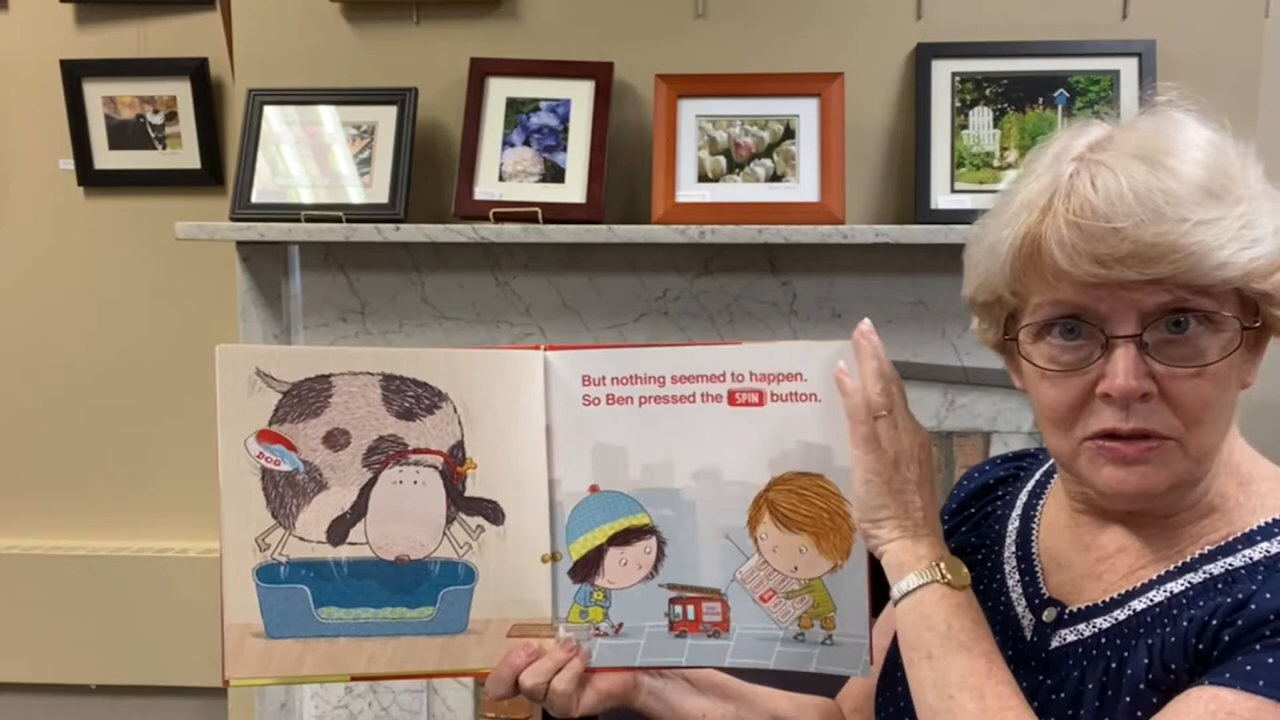 DOG
But nothing seemed to happen.
So Ben pressed the SPIN button.